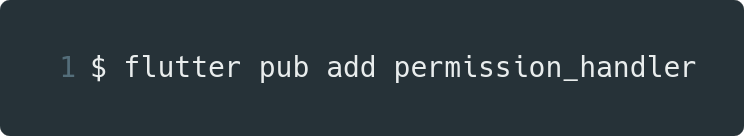 1 $ flutter pub add permission_handler